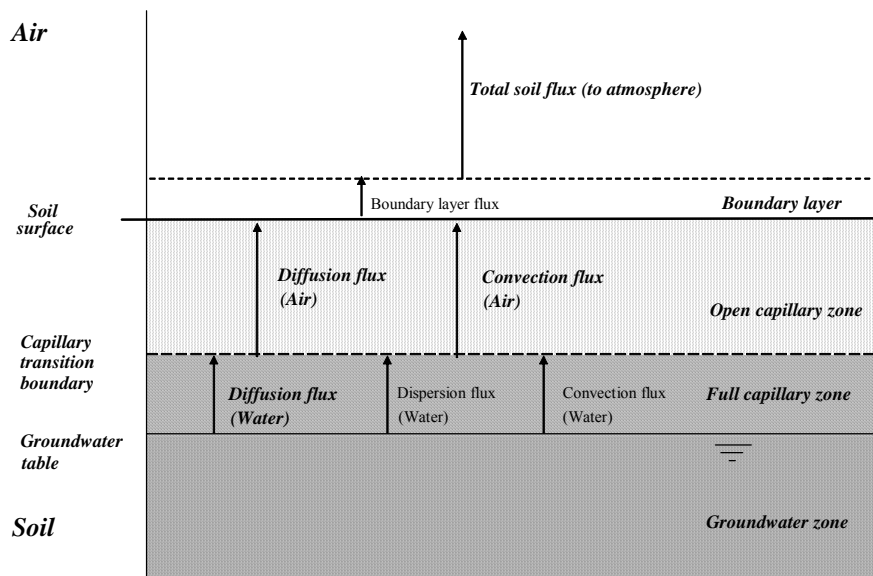 Air
Total soil flux (to atmosphere)
Boundary layer flux
Boundary layer
Soil
surface
Diffusion flux
(Air)
Convection flux
(Air)
Open capillary zone
Capillary
transition
boundary
Diffusion flux
(Water)
Dispersion flux
(Water)
Convection flux
(Water)
Full capillary zone
Groundwater
table
Soil
Groundwater zone